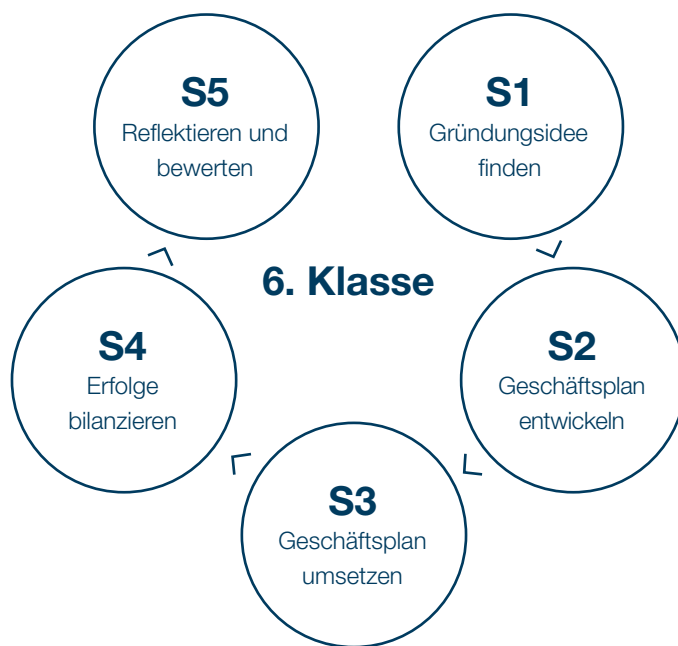 S1
Gründungsidee
finden
S2
Geschäftsplan
entwickeln
S3
Geschäftsplan
umsetzen
S4
Erfolge
bilanzieren
S5
Reflektieren und
bewerten
6. Klasse